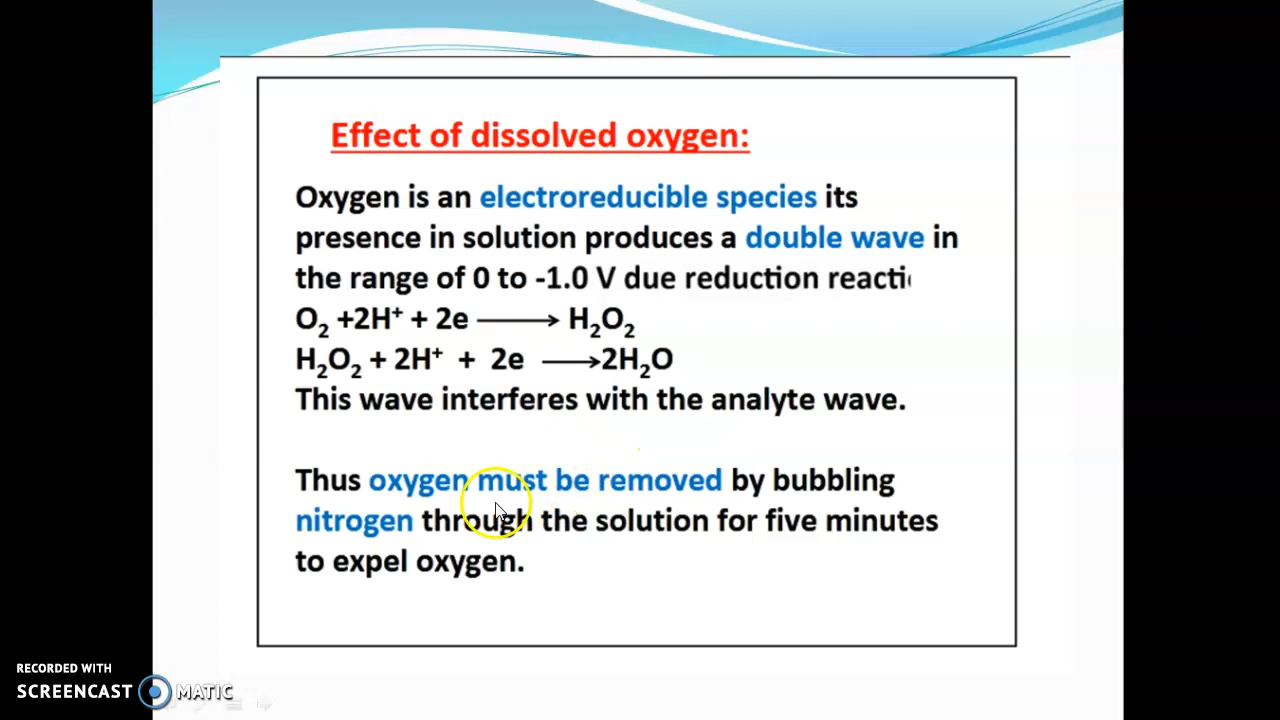 Effect of dissolved oxygen:
Oxygen is an electroreducible species its
presence in solution produces a double wave in
the range of 0 to -1.0 V due reduction reacti
O₂ +2H⁺ + 2e ⟶ H₂O₂
H₂O₂ + 2H⁺ + 2e ⟶2H₂O
This wave interferes with the analyte wave.
Thus oxygen must be removed by bubbling
nitrogen through the solution for five minutes
to expel oxygen.
RECORDED WITH
SCREENCAST MATIC